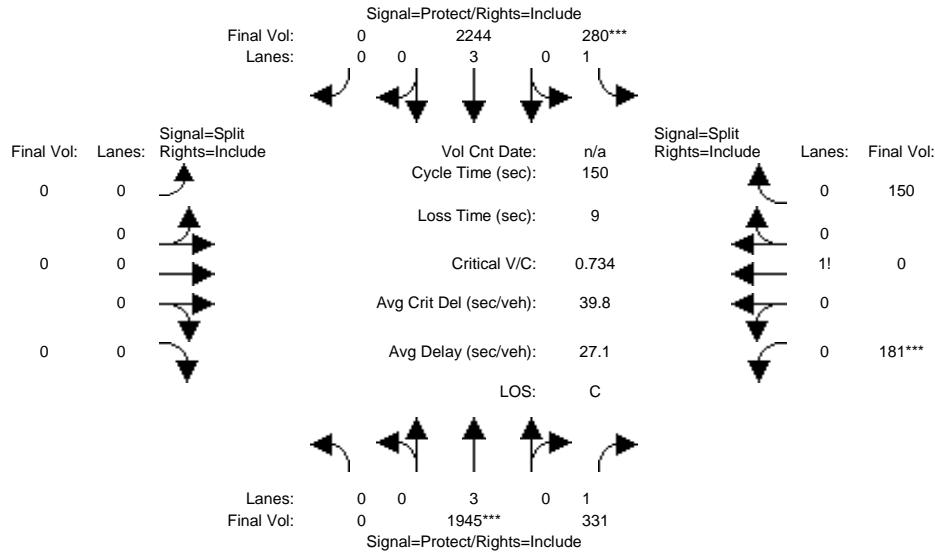 Signal=Protect/Rights=Include
Final Vol: 0 2244 280***
Lanes: 0 0 3 0 1
Signal=Split Signal=Split
Final Vol: Lanes: Rights=Include Vol Cnt Date: n/a Rights=Include Lanes: Final Vol:
Cycle Time (sec): 150
0 0 0 150
Loss Time (sec): 9
0 0
0 0 Critical V/C: 0.734 1! 0
0 Avg Crit Del (sec/veh): 39.8 0
0 0 Avg Delay (sec/veh): 27.1 0 181***
LOS: C
Lanes: 0 0 3 0 1
Final Vol: 0 1945*** 331
Signal=Protect/Rights=Include